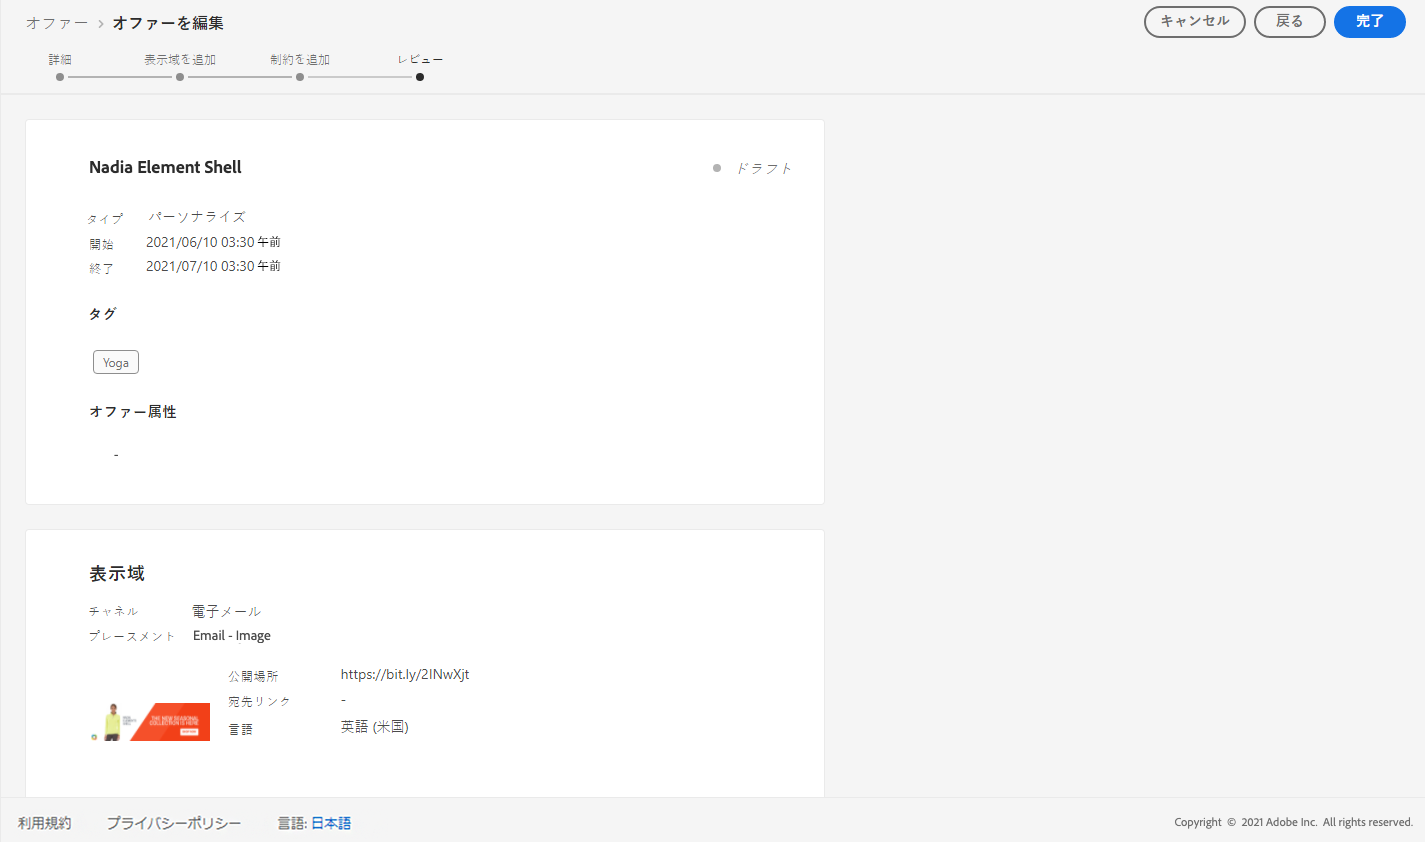 オファー > オファーを編集
キャンセル 戻る 完了
詳細 表示域を追加 制約を追加 レビュー
Nadia Element Shell
ドラフト
タイプ パーソナライズ
開始 2021/06/10 03:30 午前
終了 2021/07/10 03:30 午前
タグ
Yoga
オファー属性
-
表示域
チャネル 電子メール
プレースメント Email - Image
公開場所 https://bit.ly/2INwXjt
宛先リンク -
言語 英語 (米国)
THE NEW SEASONAL
COLLECTION IS HERE
利用規約 プライバシーポリシー 言語: 日本語
Copyright © 2021 Adobe Inc. All rights reserved.